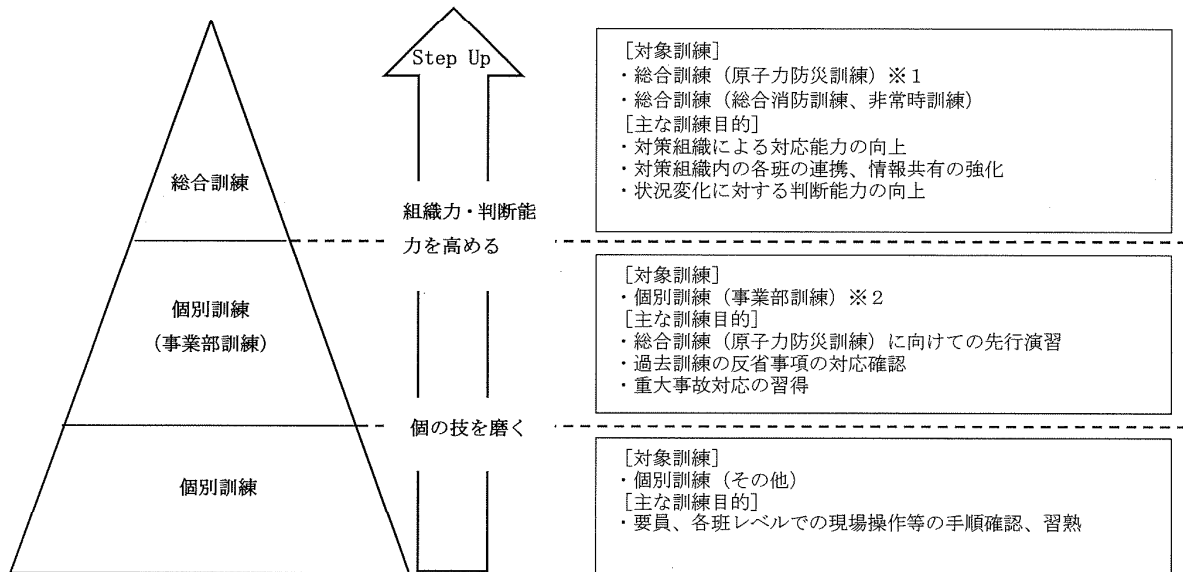 総合訓練
個別訓練
(事業部訓練)
個別訓練
Step Up
組織力・判断能
力を高める
個の技を磨く
［対象訓練］
・総合訓練（原子力防災訓練）※１
・総合訓練（総合消防訓練、非常時訓練）
［主な訓練目的］
・対策組織による対応能力の向上
・対策組織内の各班の連携、情報共有の強化
・状況変化に対する判断能力の向上
［対象訓練］
・個別訓練（事業部訓練）※２
［主な訓練目的］
・総合訓練（原子力防災訓練）に向けての先行演習
・過去訓練の反省事項の対応確認
・重大事故対応の習得
［対象訓練］
・個別訓練（その他）
［主な訓練目的］
・要員、各班レベルでの現場操作等の手順確認、習熟